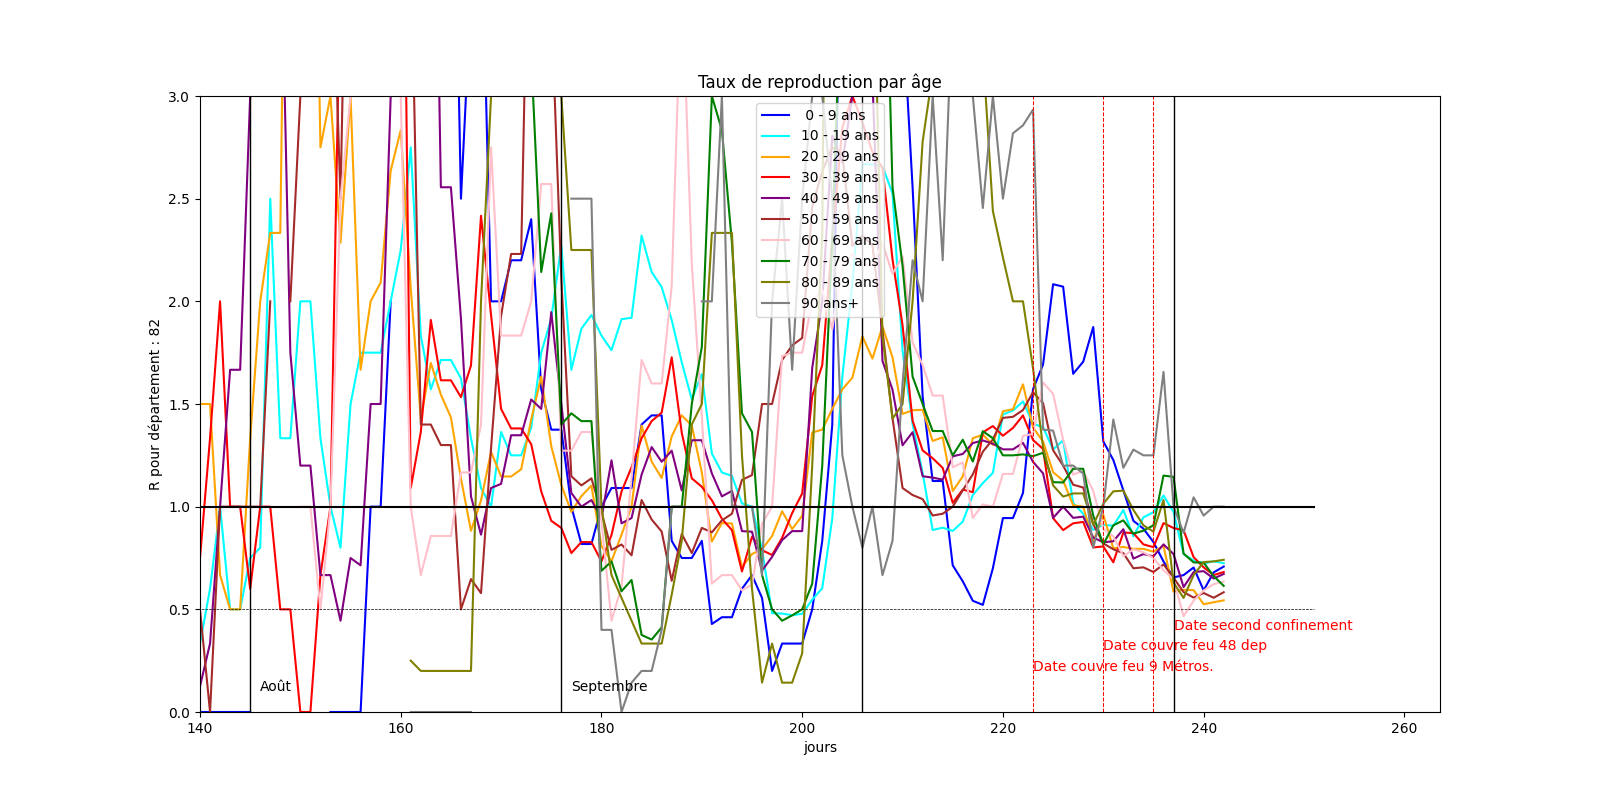 Taux de reproduction par âge
R pour département : 82
3.0
2.5
2.0
1.5
1.0
0.5
0.0
0 - 9 ans
10 - 19 ans
20 - 29 ans
30 - 39 ans
40 - 49 ans
50 - 59 ans
60 - 69 ans
70 - 79 ans
80 - 89 ans
90 ans+
Date second confinement
Date couvre feu 48 dep
Date couvre feu 9 Métros.
Août
Septembre
140 160 180 200 220 240 260
jours